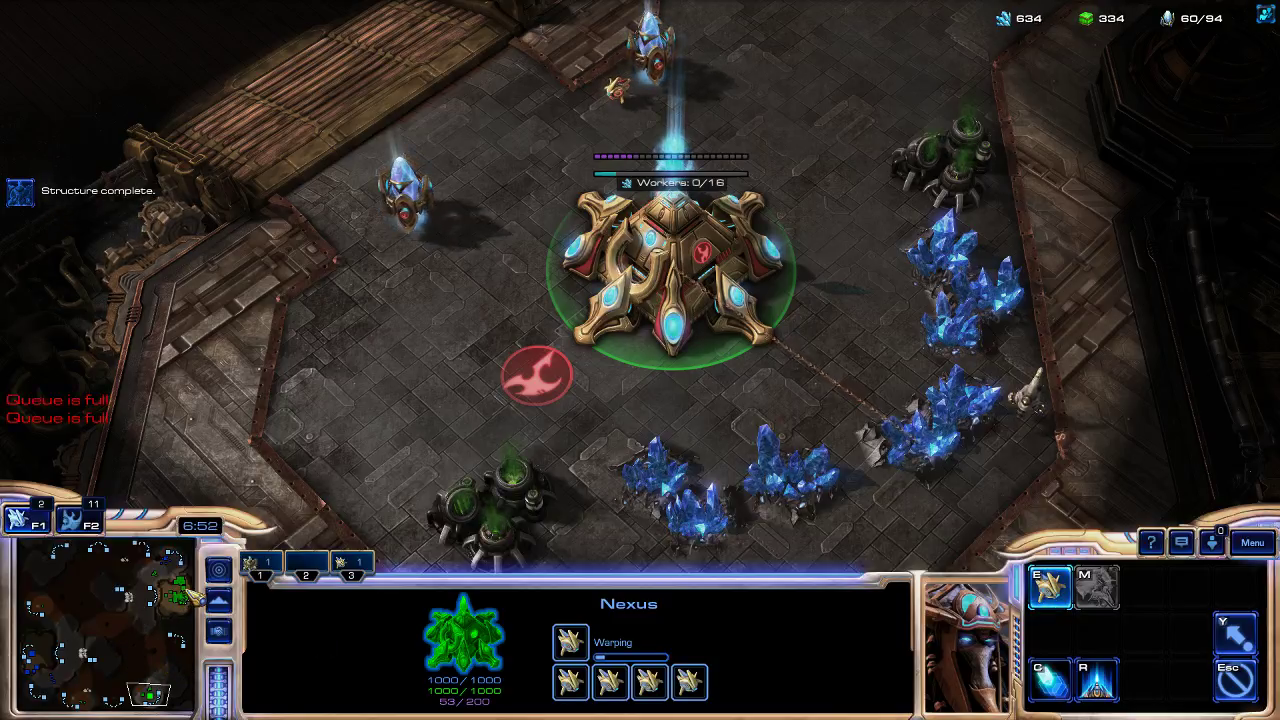 634 334 60/94
Workers: 0/16
Structure complete.
Queue is full
Queue is full
2 11
F1 F2 6:52
0
? Menu
1 1
1 2 3
Nexus
Warping
1000/1000
1000/1000
53/200
E M
Y
C R Esc